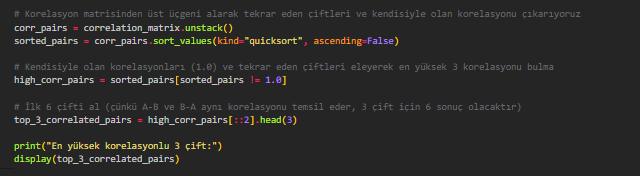 # Korelasyon matrisinden üst üçgeni alarak tekrar eden çiftleri ve kendisiyle olan korelasyonu çıkarıyoruz
corr_pairs = correlation_matrix.unstack()
sorted_pairs = corr_pairs.sort_values(kind="quicksort", ascending=False)
# Kendisiyle olan korelasyonları (1.0) ve tekrar eden çiftleri eleyerek en yüksek 3 korelasyonu bulma
high_corr_pairs = sorted_pairs[sorted_pairs != 1.0]
# İlk 6 çifti al (çünkü A-B ve B-A aynı korelasyonu temsil eder, 3 çift için 6 sonuç olacaktır)
top_3_correlated_pairs = high_corr_pairs[::2].head(3)
print("En yüksek korelasyonlu 3 çift:")
display(top_3_correlated_pairs)